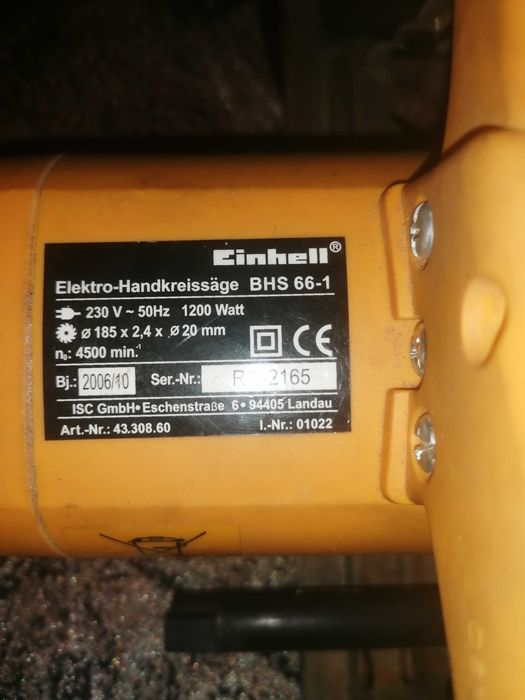 Einhell®
Elektro-Handkreissäge BHS 66-1
230 V ~ 50Hz 1200 Watt
ø 185 x 2,4 x ø 20 mm
n₀: 4500 min.⁻¹
CE
Bj.: 2006/10 Ser.-Nr.: R 2165
ISC GmbH•Eschenstraße 6•94405 Landau
Art.-Nr.: 43.308.60 I.-Nr.: 01022